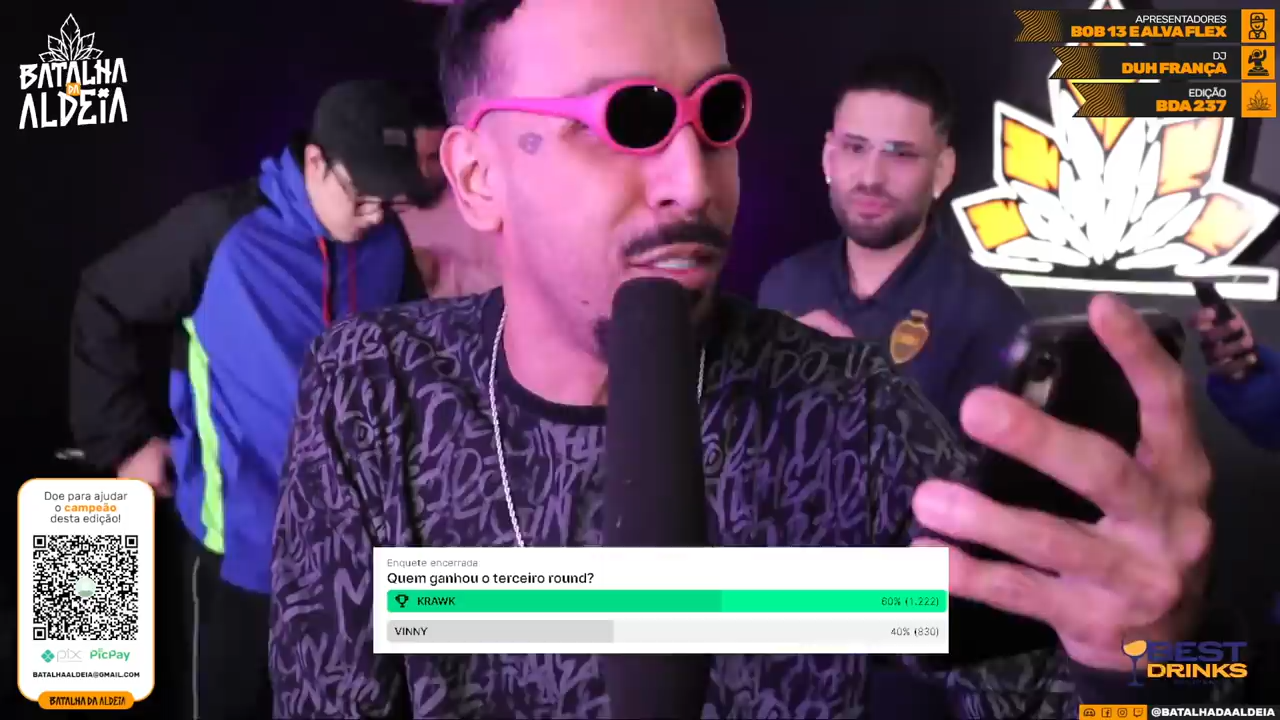 BATALHA
DA
ALDEIA
APRESENTADORES
BOB 13 E ALVA FLEX
DJ
DUH FRANÇA
EDIÇÃO
BDA 237
Doe para ajudar
o campeão
desta edição!
pix PicPay
BATALHAALDEIA@GMAIL.COM
BATALHA DA ALDEIA
Enquete encerrada
Quem ganhou o terceiro round?
KRAWK 60% (1.222)
VINNY 40% (830)
BEST
DRINKS
@BATALHADAALDEIA